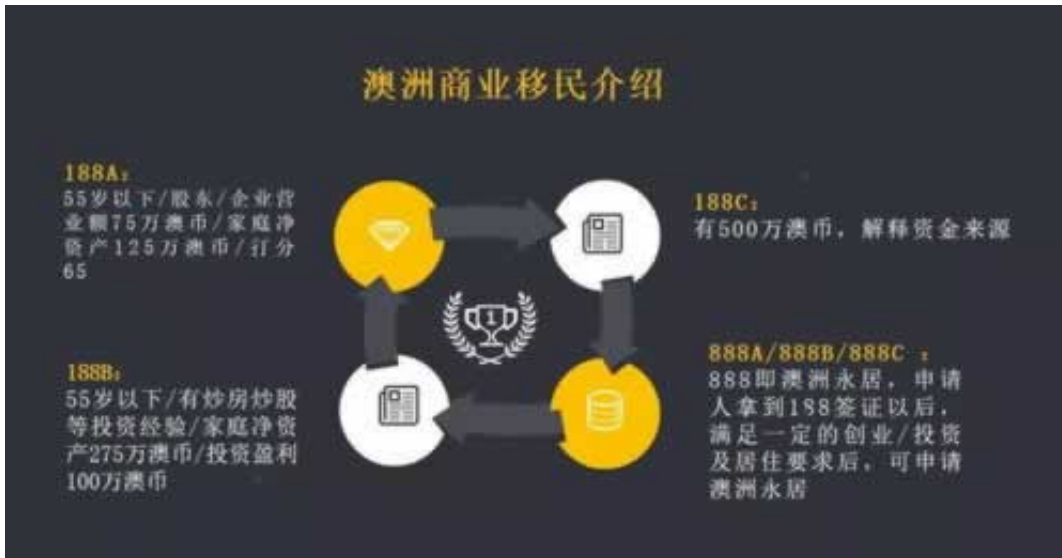 澳洲商业移民介绍
188A：
55岁以下/股东/企业营
业额75万澳币/家庭净
资产125万澳币/打分
65
188C：
有500万澳币，解释资金来源
188B：
55岁以下/有炒房炒股
等投资经验/家庭净资
产275万澳币/投资盈利
100万澳币
888A/888B/888C ：
888即澳洲永居，申请
人拿到188签证以后，
满足一定的创业/投资
及居住要求后，可申请
澳洲永居
1